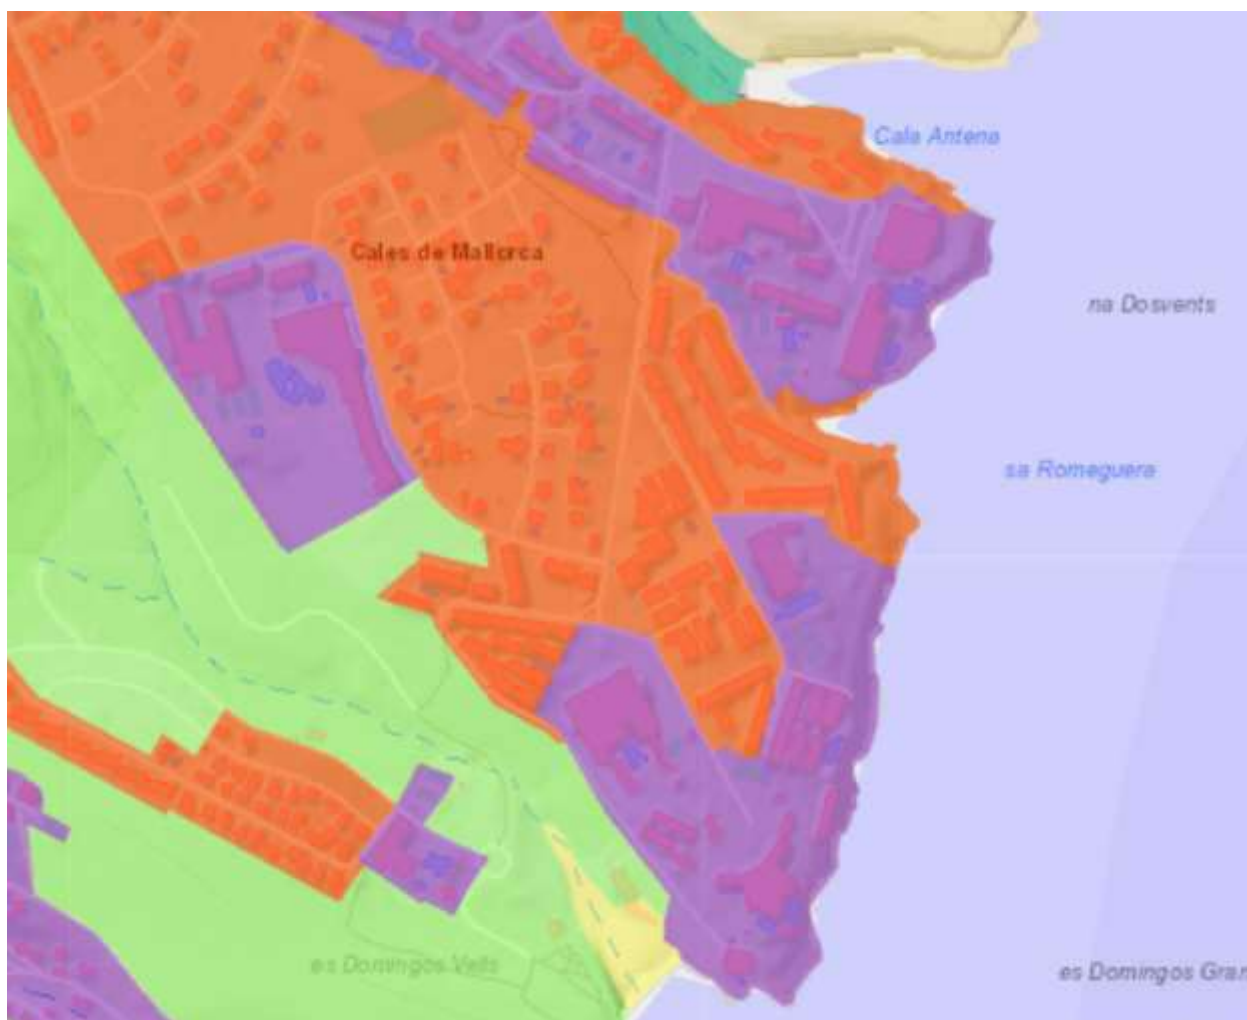 Cala Antena
Cales de Mallorca
na Dosvents
sa Romeguera
es Domingos Vells
es Domingos Gran